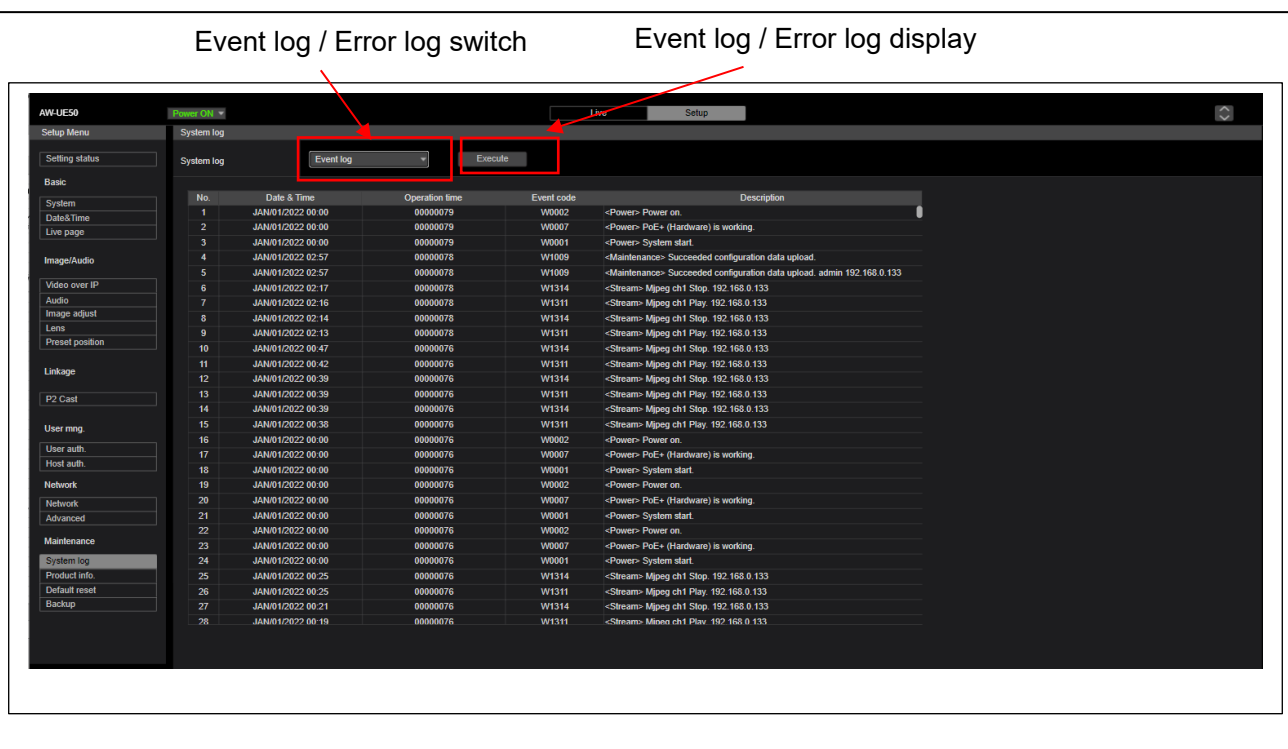 Event log / Error log switch Event log / Error log display
AW-UE50 Power ON Live Setup
Setup Menu System log
Setting status
System log Event log Execute
Basic
System
Date&Time
Live page
Image/Audio
Video over IP
Audio
Image adjust
Lens
Preset position
Linkage
P2 Cast
User mng.
User auth.
Host auth.
Network
Network
Advanced
Maintenance
System log
Product info.
Default reset
Backup
No. Date & Time Operation time Event code Description
1 JAN/01/2022 00:00 00000079 W0002 <Power> Power on.
2 JAN/01/2022 00:00 00000079 W0007 <Power> PoE+ (Hardware) is working.
3 JAN/01/2022 00:00 00000079 W0001 <Power> System start.
4 JAN/01/2022 02:57 00000078 W1009 <Maintenance> Succeeded configuration data upload.
5 JAN/01/2022 02:57 00000078 W1009 <Maintenance> Succeeded configuration data upload. admin 192.168.0.133
6 JAN/01/2022 02:17 00000078 W1314 <Stream> Mjpeg ch1 Stop. 192.168.0.133
7 JAN/01/2022 02:16 00000078 W1311 <Stream> Mjpeg ch1 Play. 192.168.0.133
8 JAN/01/2022 02:14 00000078 W1314 <Stream> Mjpeg ch1 Stop. 192.168.0.133
9 JAN/01/2022 02:13 00000078 W1311 <Stream> Mjpeg ch1 Play. 192.168.0.133
10 JAN/01/2022 00:47 00000076 W1314 <Stream> Mjpeg ch1 Stop. 192.168.0.133
11 JAN/01/2022 00:42 00000076 W1311 <Stream> Mjpeg ch1 Play. 192.168.0.133
12 JAN/01/2022 00:39 00000076 W1314 <Stream> Mjpeg ch1 Stop. 192.168.0.133
13 JAN/01/2022 00:39 00000076 W1311 <Stream> Mjpeg ch1 Play. 192.168.0.133
14 JAN/01/2022 00:39 00000076 W1314 <Stream> Mjpeg ch1 Stop. 192.168.0.133
15 JAN/01/2022 00:38 00000076 W1311 <Stream> Mjpeg ch1 Play. 192.168.0.133
16 JAN/01/2022 00:00 00000076 W0002 <Power> Power on.
17 JAN/01/2022 00:00 00000076 W0007 <Power> PoE+ (Hardware) is working.
18 JAN/01/2022 00:00 00000076 W0001 <Power> System start.
19 JAN/01/2022 00:00 00000076 W0002 <Power> Power on.
20 JAN/01/2022 00:00 00000076 W0007 <Power> PoE+ (Hardware) is working.
21 JAN/01/2022 00:00 00000076 W0001 <Power> System start.
22 JAN/01/2022 00:00 00000076 W0002 <Power> Power on.
23 JAN/01/2022 00:00 00000076 W0007 <Power> PoE+ (Hardware) is working.
24 JAN/01/2022 00:00 00000076 W0001 <Power> System start.
25 JAN/01/2022 00:25 00000076 W1314 <Stream> Mjpeg ch1 Stop. 192.168.0.133
26 JAN/01/2022 00:25 00000076 W1311 <Stream> Mjpeg ch1 Play. 192.168.0.133
27 JAN/01/2022 00:21 00000076 W1314 <Stream> Mjpeg ch1 Stop. 192.168.0.133
28 JAN/01/2022 00:19 00000076 W1311 <Stream> Mjpeg ch1 Play. 192.168.0.133